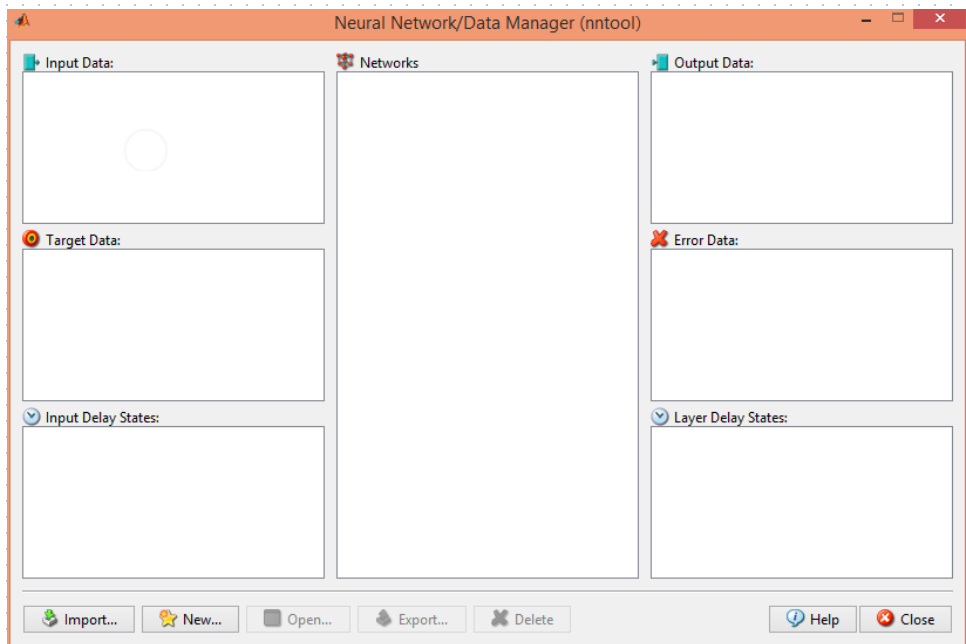 Neural Network/Data Manager (nntool)
Input Data:
Networks
Output Data:
Target Data:
Error Data:
Input Delay States:
Layer Delay States:
Import...
New...
Open...
Export...
Delete
Help
Close